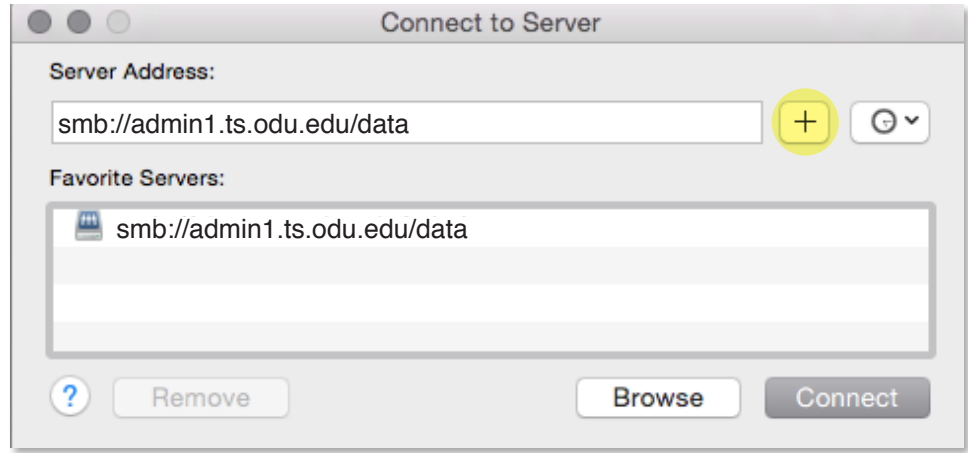 Connect to Server
Server Address:
smb://admin1.ts.odu.edu/data
+
Favorite Servers:
smb://admin1.ts.odu.edu/data
? Remove Browse Connect